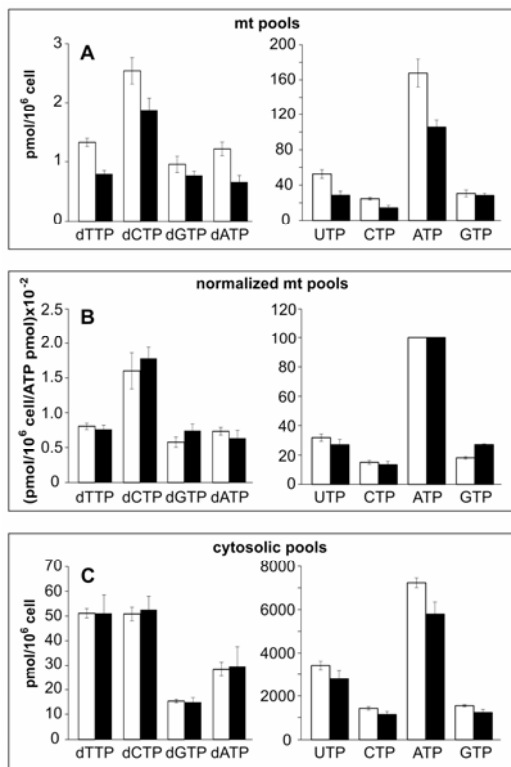 mt pools
A
pmol/10⁶ cell
3
2
1
0
dTTP dCTP dGTP dATP
200
160
120
80
40
20
0
UTP CTP ATP GTP
normalized mt pools
B
(pmol/10⁶ cell/ATP pmol)x10⁻²
2.5
2.0
1.5
1.0
0.5
0
dTTP dCTP dGTP dATP
120
100
80
60
40
20
0
UTP CTP ATP GTP
cytosolic pools
C
pmol/10⁶ cell
70
60
50
40
30
20
10
0
dTTP dCTP dGTP dATP
8000
6000
4000
2000
0
UTP CTP ATP GTP